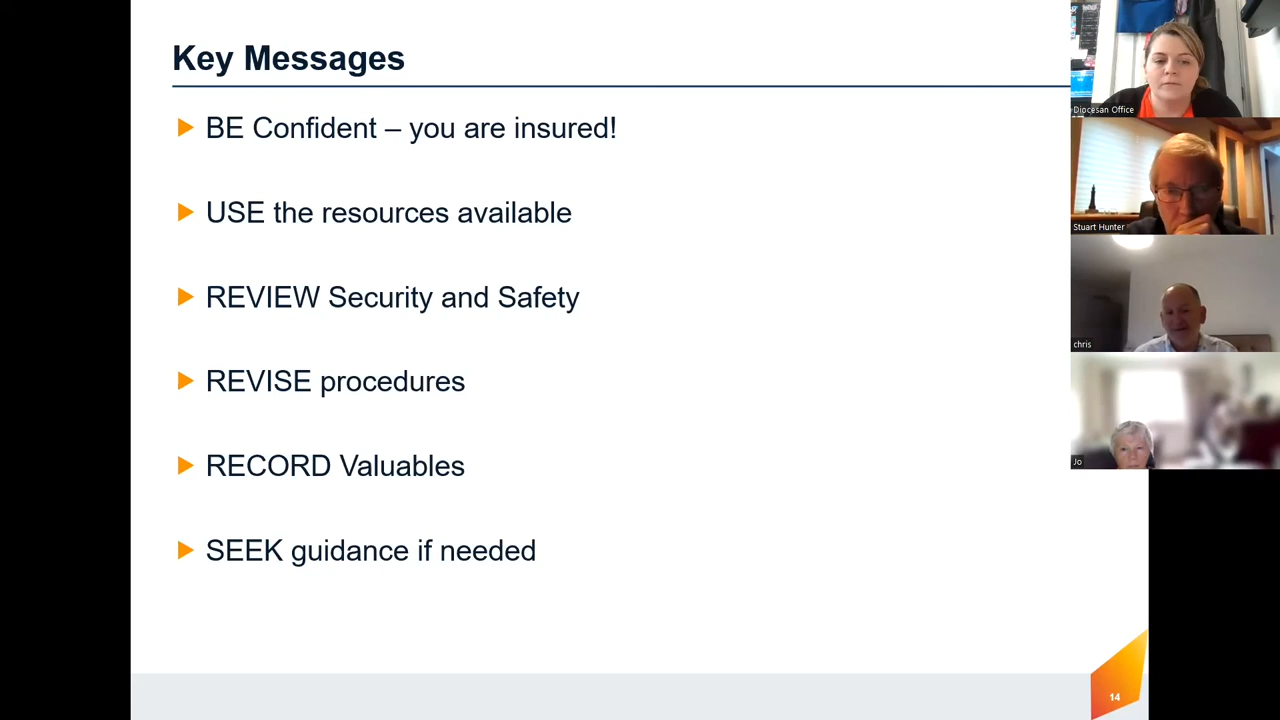 Key Messages
BE Confident – you are insured!
USE the resources available
REVIEW Security and Safety
REVISE procedures
RECORD Valuables
SEEK guidance if needed
14
Diocesan Office
Stuart Hunter
chris
Jo